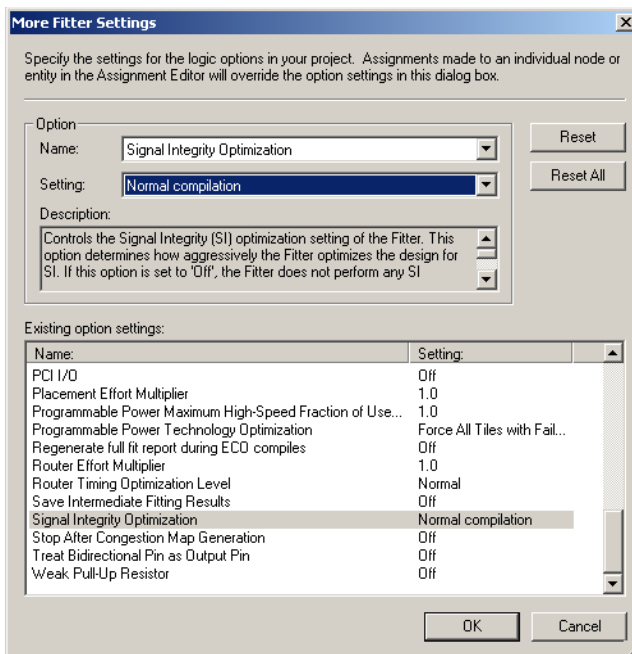 More Fitter Settings
Specify the settings for the logic options in your project. Assignments made to an individual node or
entity in the Assignment Editor will override the option settings in this dialog box.
Option
Name: Signal Integrity Optimization
Setting: Normal compilation
Description:
Controls the Signal Integrity (SI) optimization setting of the Fitter. This
option determines how aggressively the Fitter optimizes the design for
SI. If this option is set to 'Off', the Fitter does not perform any SI
Reset
Reset All
Existing option settings:
Name: Setting:
PCI I/O Off
Placement Effort Multiplier 1.0
Programmable Power Maximum High-Speed Fraction of Use... 1.0
Programmable Power Technology Optimization Force All Tiles with Fail...
Regenerate full fit report during ECO compiles Off
Router Effort Multiplier 1.0
Router Timing Optimization Level Normal
Save Intermediate Fitting Results Off
Signal Integrity Optimization Normal compilation
Stop After Congestion Map Generation Off
Treat Bidirectional Pin as Output Pin Off
Weak Pull-Up Resistor Off
OK Cancel